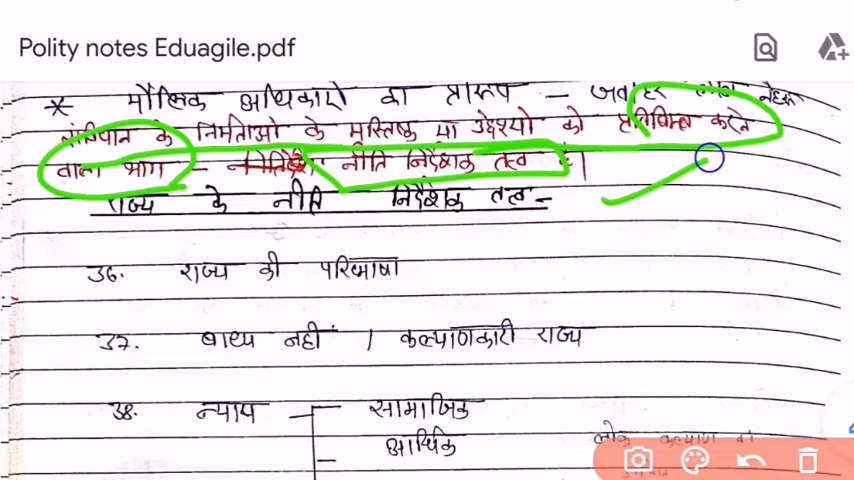 Polity notes Eduagile.pdf
* मौलिक अधिकारो का प्रारूप – जवाहर लाल नेहरू
संविधान के निर्माताओ के मस्तिष्क या उद्देश्यो को प्रतिबिम्ब करने
वाला भाग – नीति निर्देशक तत्व है।
राज्य के नीति निर्देशक तत्व–
36. राज्य की परिभाषा
37. बाध्य नहीं / कल्याणकारी राज्य
38. न्याय – सामाजिक
आर्थिक लोक कल्याण